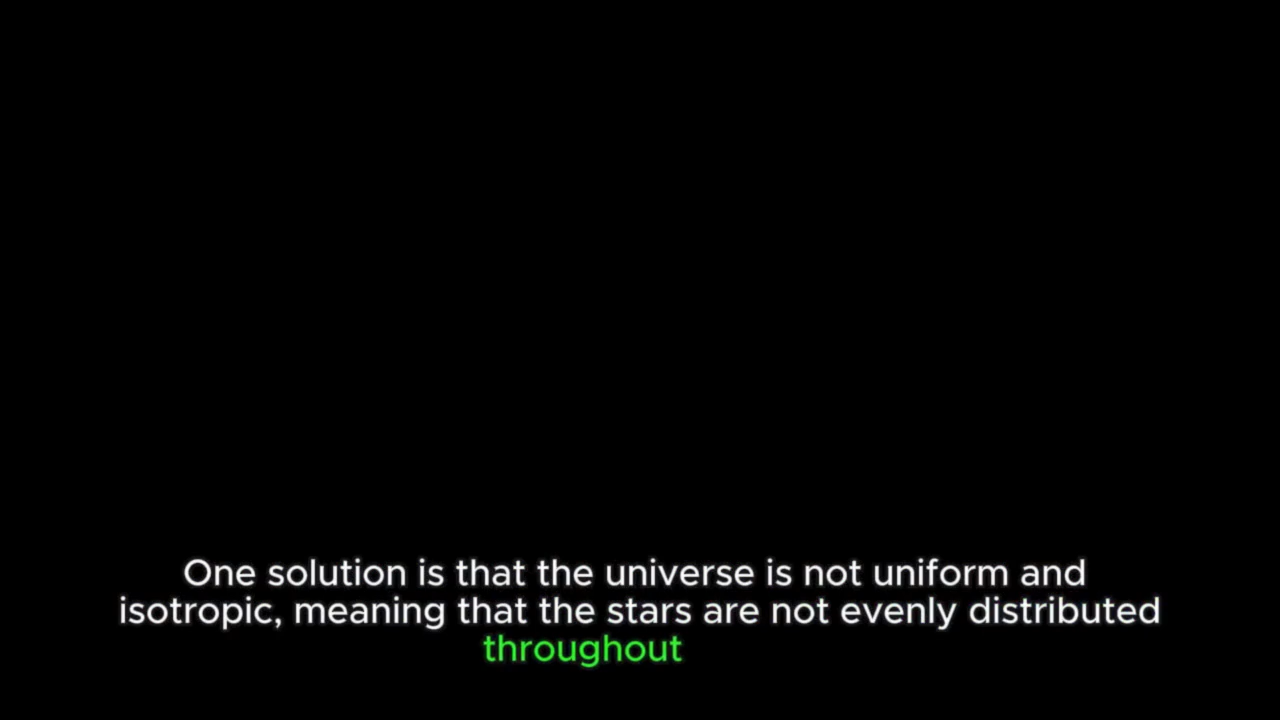 One solution is that the universe is not uniform and
isotropic, meaning that the stars are not evenly distributed
throughout